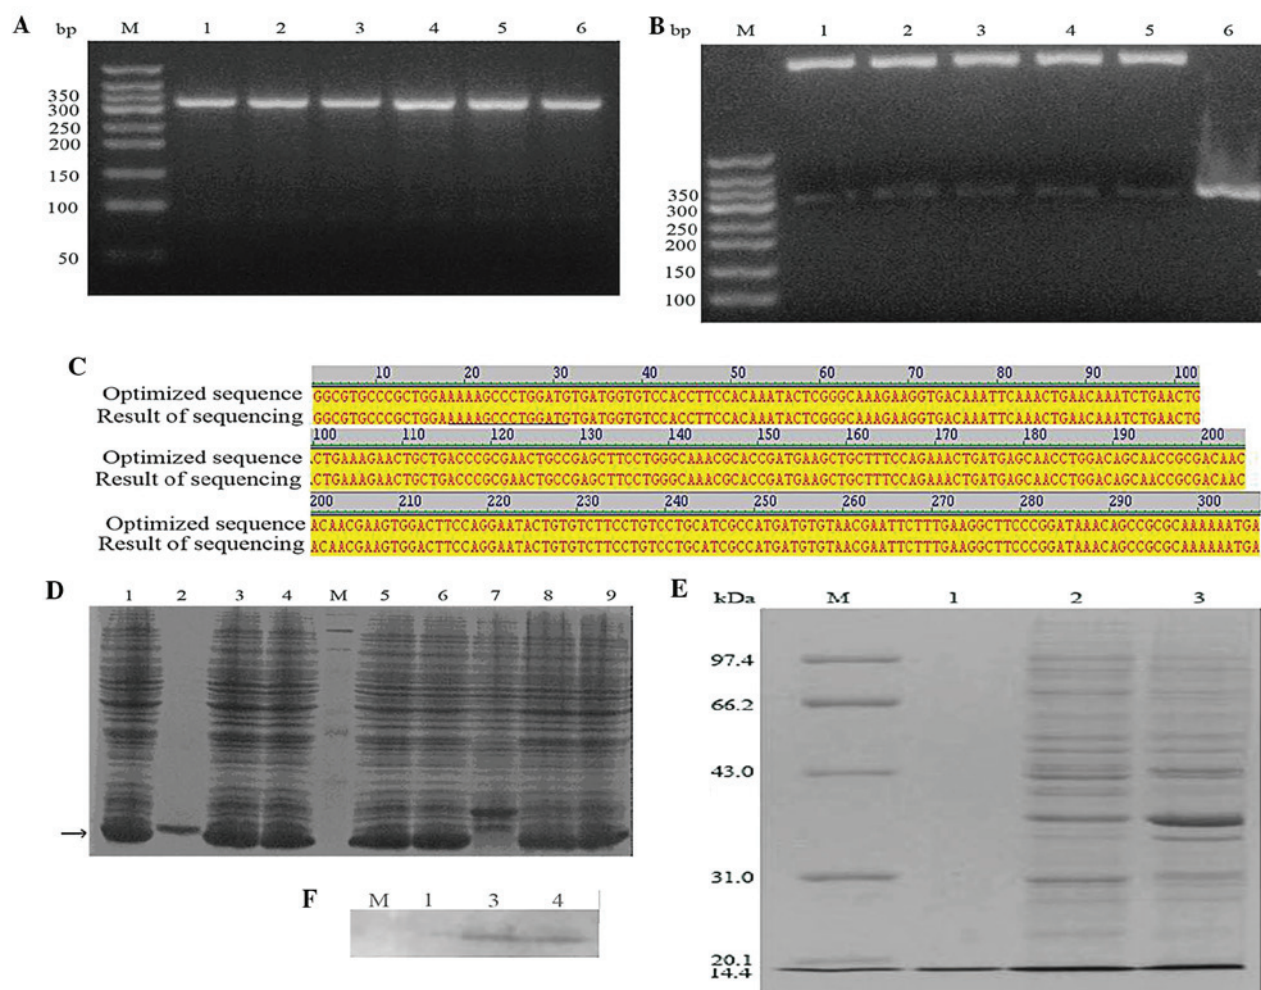 A bp M 1 2 3 4 5 6
350
300
250
200
150
100
50
B bp M 1 2 3 4 5 6
350
300
250
200
150
100
C
10 20 30 40 50 60 70 80 90 100
Optimized sequence GGCGTGCCCGCTGGAAAAAGCCCTGGATGTGATGGTGTCCACCTTCCACAAATACTCGGGCAAAGAAGGTGACAAATTCAAACTGAACAAATCTGAACTG
Result of sequencing GGCGTGCCCGCTGGAAAAAGCCCTGGATGTGATGGTGTCCACCTTCCACAAATACTCGGGCAAAGAAGGTGACAAATTCAAACTGAACAAATCTGAACTG
100 110 120 130 140 150 160 170 180 190 200
Optimized sequence .CTGAAAGAACTGCTGACCCGCGAACTGCCGAGCTTCCTGGGCAAACGCACCGATGAAGCTGCTTTCCAGAAACTGATGAGCAACCTGGACAGCAACCGCGACAAC
Result of sequencing .CTGAAAGAACTGCTGACCCGCGAACTGCCGAGCTTCCTGGGCAAACGCACCGATGAAGCTGCTTTCCAGAAACTGATGAGCAACCTGGACAGCAACCGCGACAAC
200 210 220 230 240 250 260 270 280 290 300
Optimized sequence ACAACGAAGTGGACTTCCAGGAATACTGTGTCTTCCTGTCCTGCATCGCCATGATGTGTAACGAATTCTTTGAAGGCTTCCCGGATAAACAGCCGCGCAAAAAATGA
Result of sequencing ACAACGAAGTGGACTTCCAGGAATACTGTGTCTTCCTGTCCTGCATCGCCATGATGTGTAACGAATTCTTTGAAGGCTTCCCGGATAAACAGCCGCGCAAAAAATGA
D 1 2 3 4 M 5 6 7 8 9
E kDa M 1 2 3
97.4
66.2
43.0
31.0
20.1
14.4
F M 1 3 4